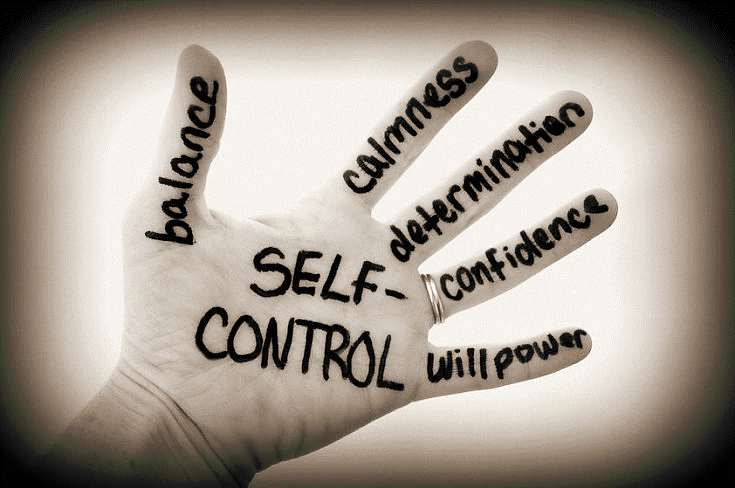 balance
calmness
determination
confidence
willpower
SELF-
CONTROL